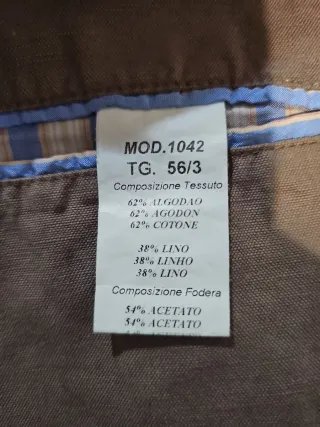 MOD.1042
TG. 56/3
Composizione Tessuto
62% ALGODAO
62% AGODON
62% COTONE
38% LINO
38% LINHO
38% LINO
Composizione Fodera
54% ACETATO
54% ACETATO